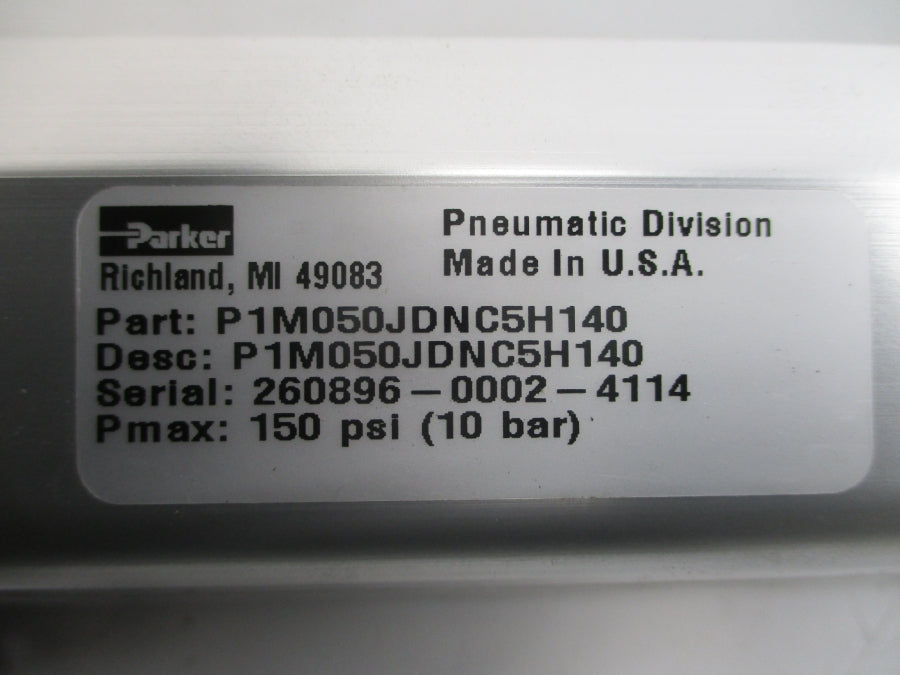 Parker
Richland, MI 49083
Pneumatic Division
Made In U.S.A.
Part: P1M050JDNC5H140
Desc: P1M050JDNC5H140
Serial: 260896-0002-4114
Pmax: 150 psi (10 bar)